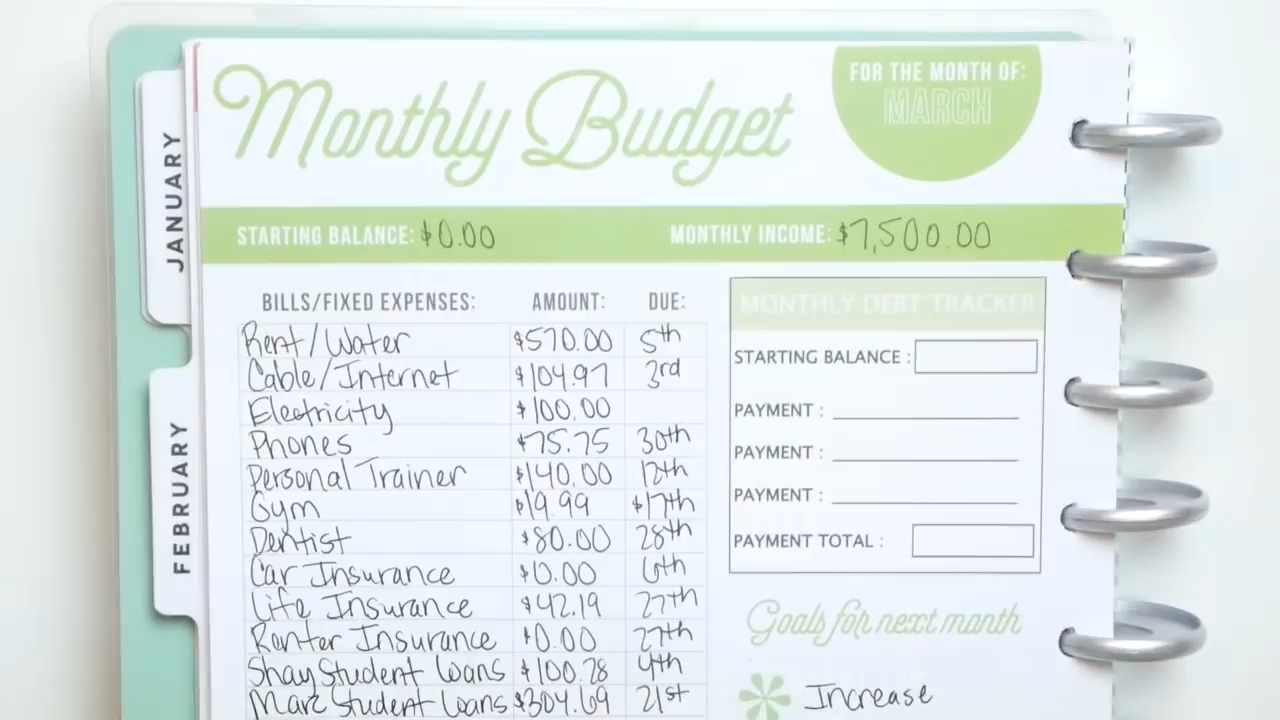 Monthly Budget
FOR THE MONTH OF:
MARCH
JANUARY
FEBRUARY
STARTING BALANCE: $0.00
MONTHLY INCOME: $7,500.00
BILLS/FIXED EXPENSES: AMOUNT: DUE:
Rent/Water $570.00 5th
Cable/Internet $104.97 3rd
Electricity $100.00
Phones $75.75 30th
Personal Trainer $140.00 12th
Gym $19.99 $17th
Dentist $80.00 28th
Car Insurance $0.00 6th
Life Insurance $42.19 27th
Renter Insurance $0.00 27th
Shay Student Loans $100.28 4th
Marc Student Loans $304.69 21st
MONTHLY DEBT TRACKER
STARTING BALANCE :
PAYMENT :
PAYMENT :
PAYMENT :
PAYMENT TOTAL :
Goals for next month
Increase